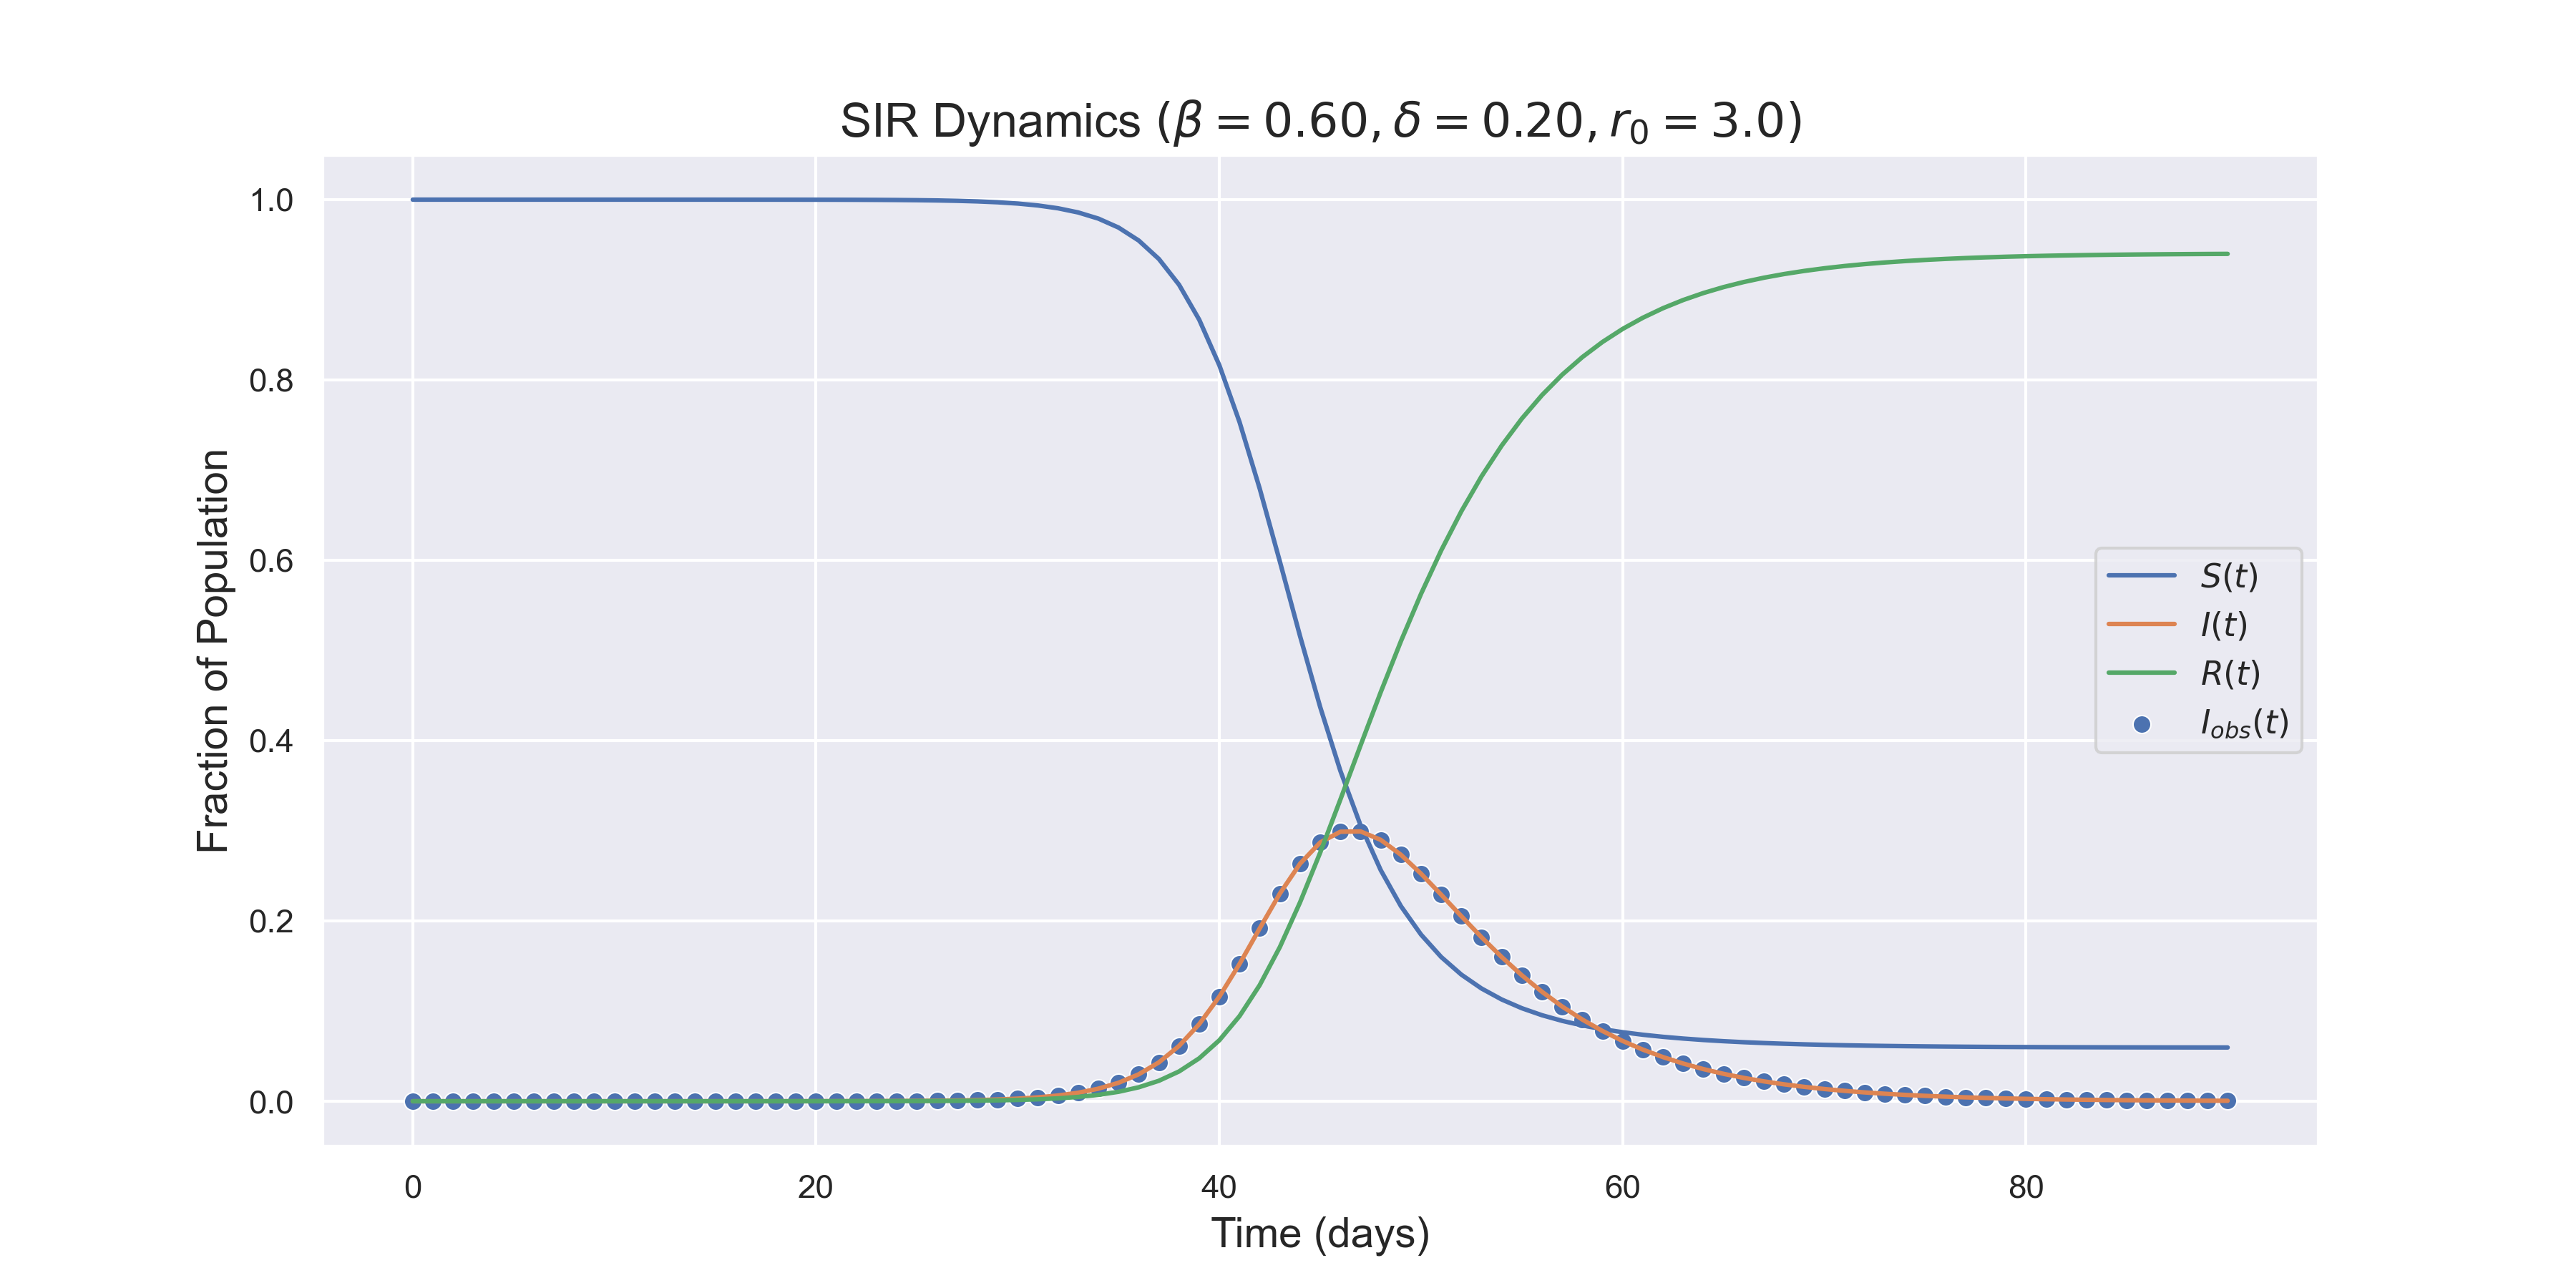 SIR Dynamics (β = 0.60, δ = 0.20, r₀ = 3.0)
1.0
0.8
0.6
0.4
0.2
0.0
Fraction of Population
S(t)
I(t)
R(t)
I_obs(t)
0 20 40 60 80
Time (days)